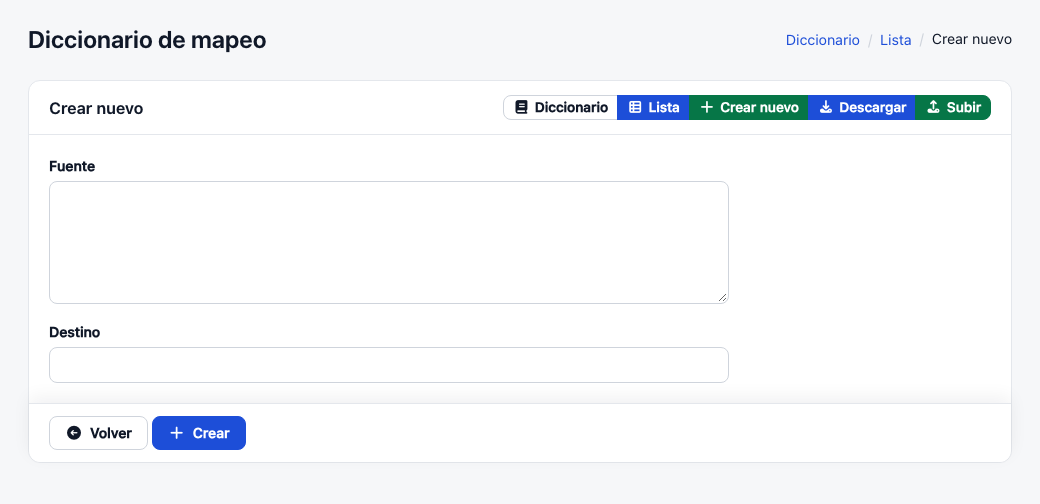 Diccionario de mapeo
Diccionario / Lista / Crear nuevo
Crear nuevo
Diccionario Lista Crear nuevo Descargar Subir
Fuente
Destino
Volver Crear